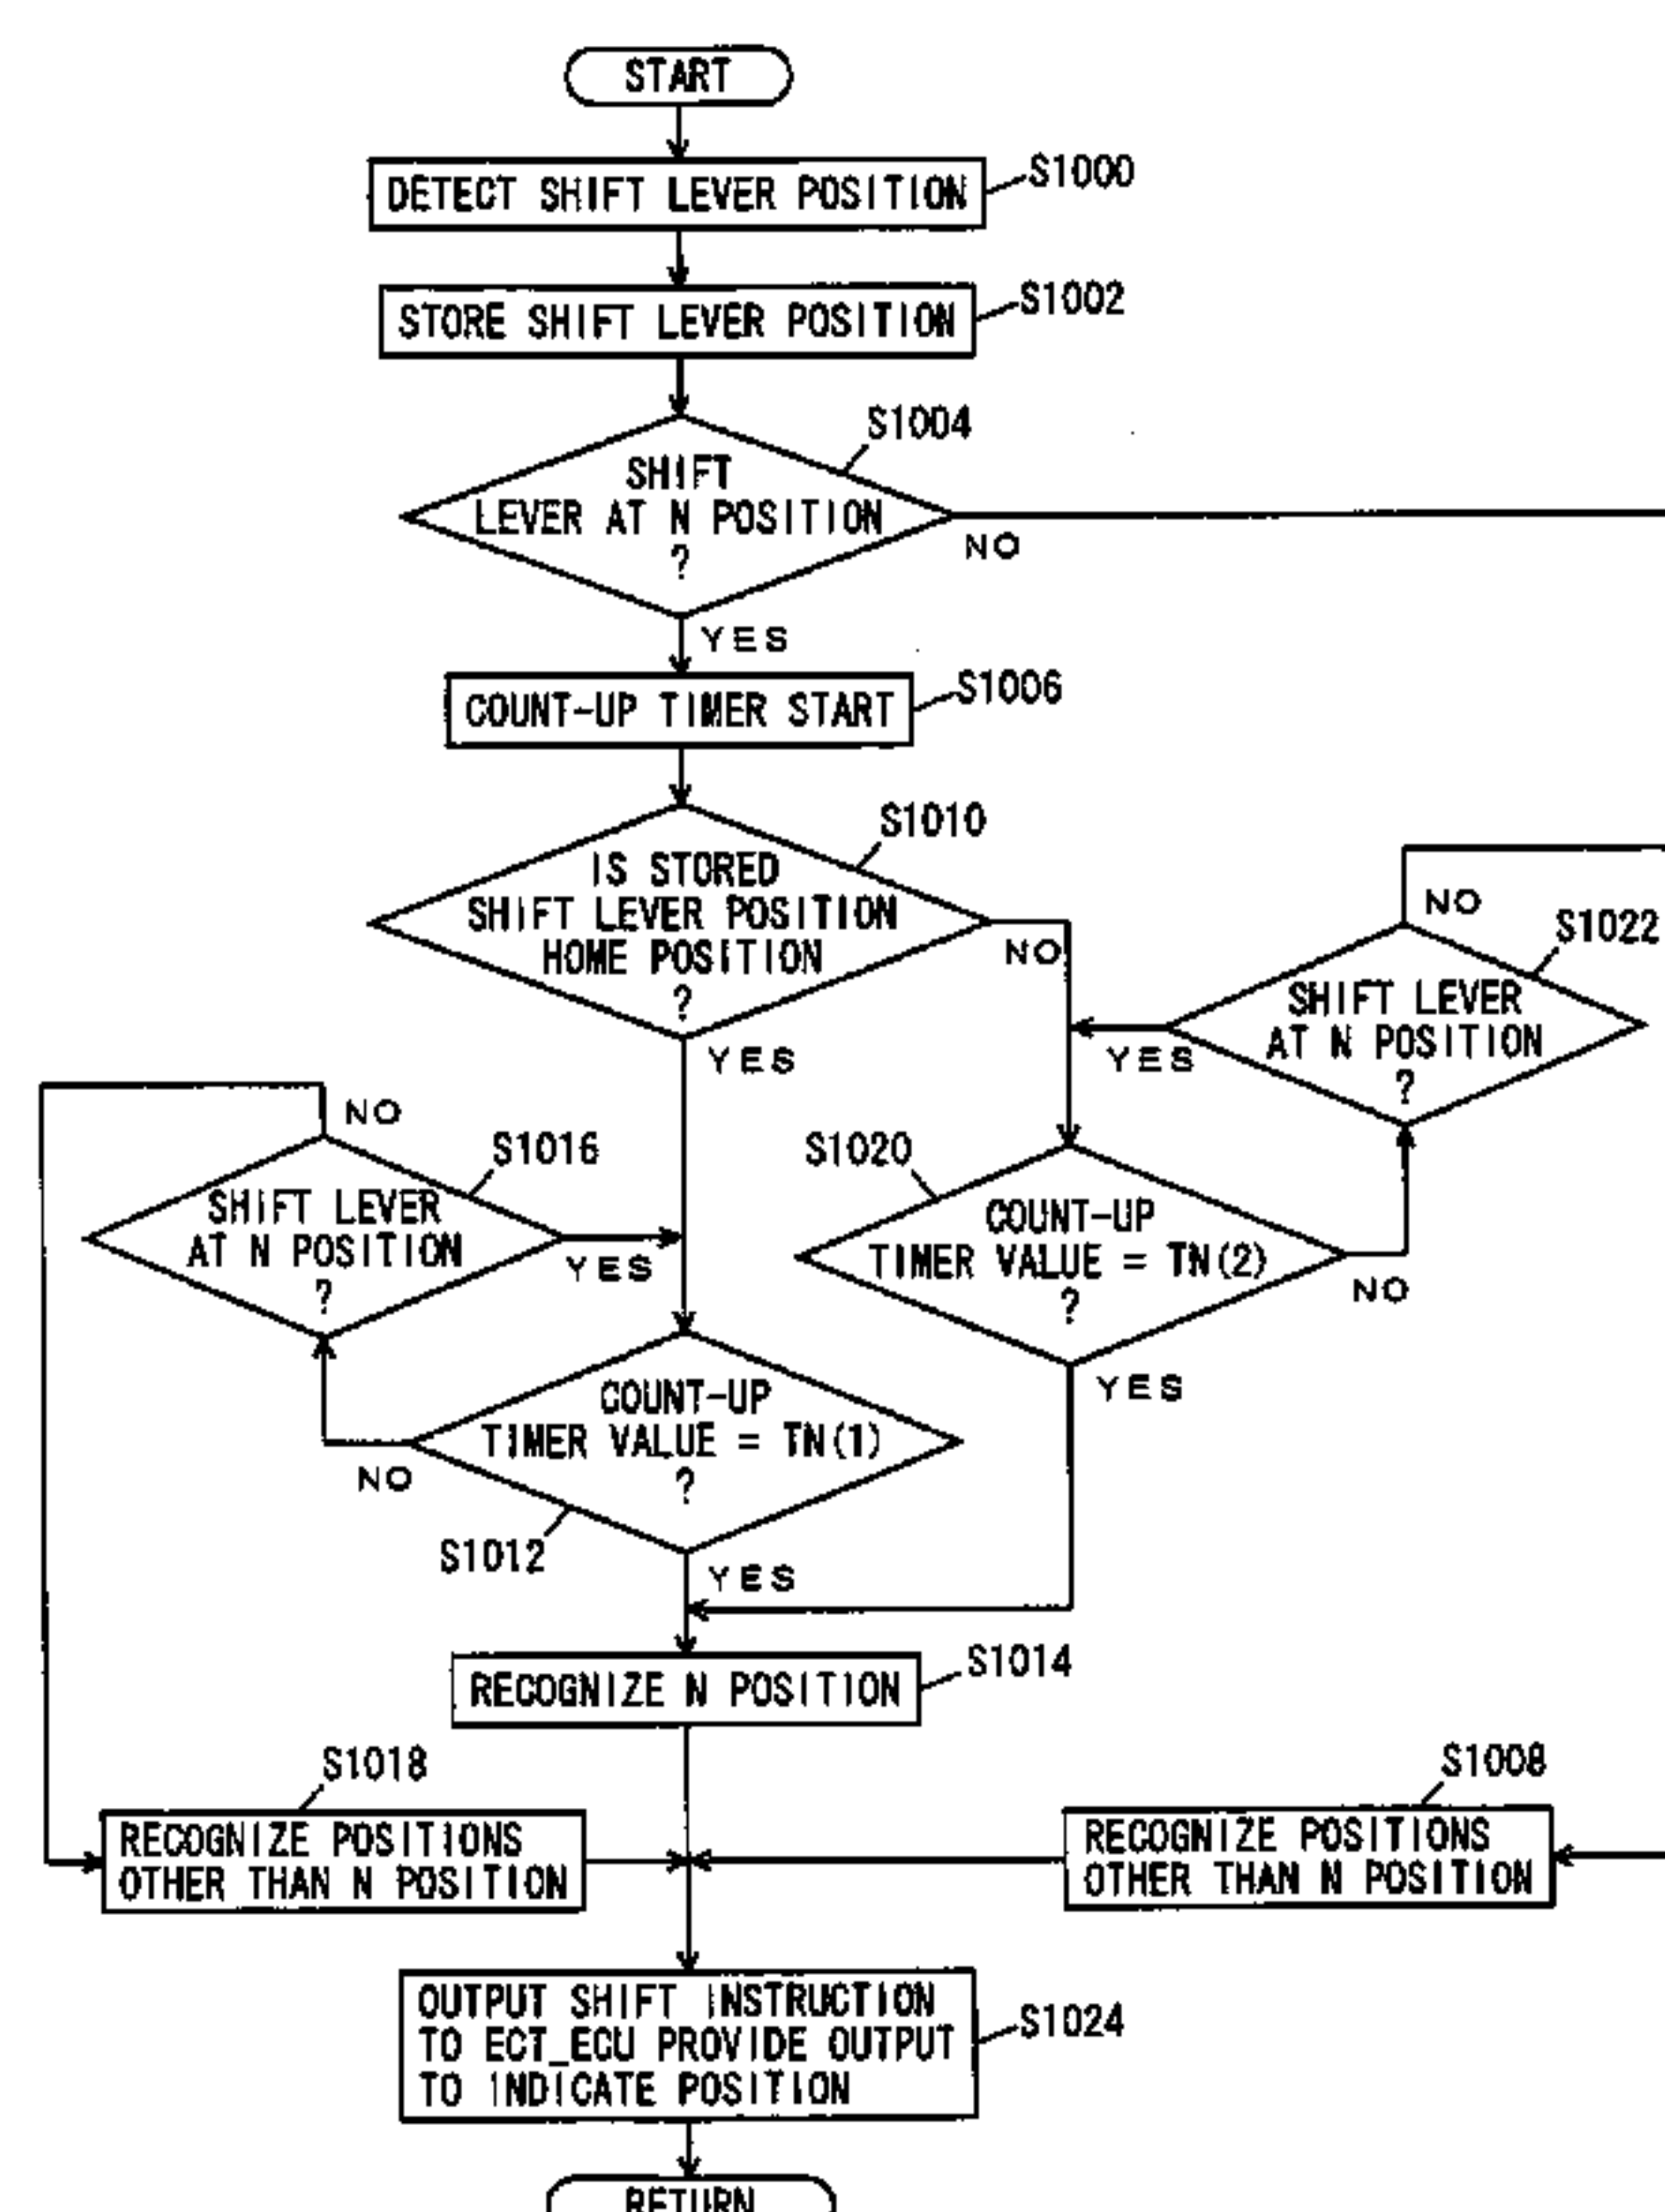 START
DETECT SHIFT LEVER POSITION
S1000
STORE SHIFT LEVER POSITION
S1002
S1004
SHIFT
LEVER AT N POSITION
?
NO
YES
COUNT-UP TIMER START
S1006
S1010
IS STORED
SHIFT LEVER POSITION
HOME POSITION
?
NO
YES
NO
S1022
SHIFT LEVER
AT N POSITION
?
YES
NO
S1016
SHIFT LEVER
AT N POSITION
?
YES
S1020
COUNT-UP
TIMER VALUE = TN(2)
?
NO
YES
COUNT-UP
TIMER VALUE = TN(1)
?
NO
S1012
YES
RECOGNIZE N POSITION
S1014
S1018
RECOGNIZE POSITIONS
OTHER THAN N POSITION
S1008
RECOGNIZE POSITIONS
OTHER THAN N POSITION
OUTPUT SHIFT INSTRUCTION
TO ECT_ECU PROVIDE OUTPUT
TO INDICATE POSITION
S1024
RETURN